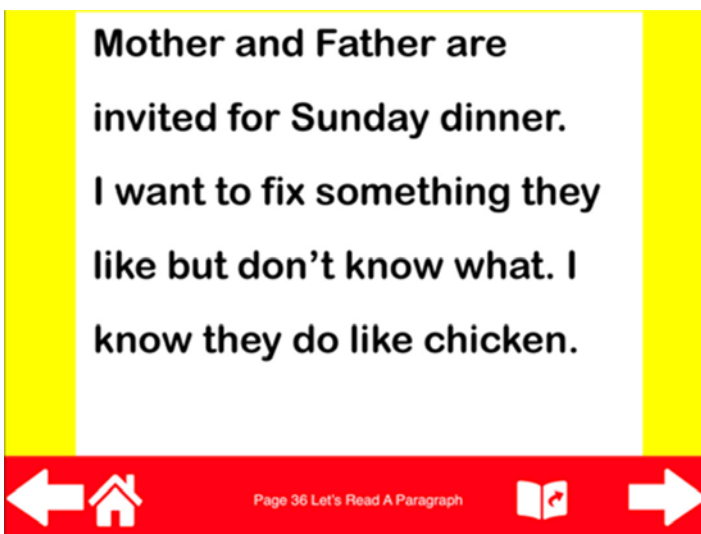 Mother and Father are
invited for Sunday dinner.
I want to fix something they
like but don’t know what. I
know they do like chicken.
Page 36 Let's Read A Paragraph